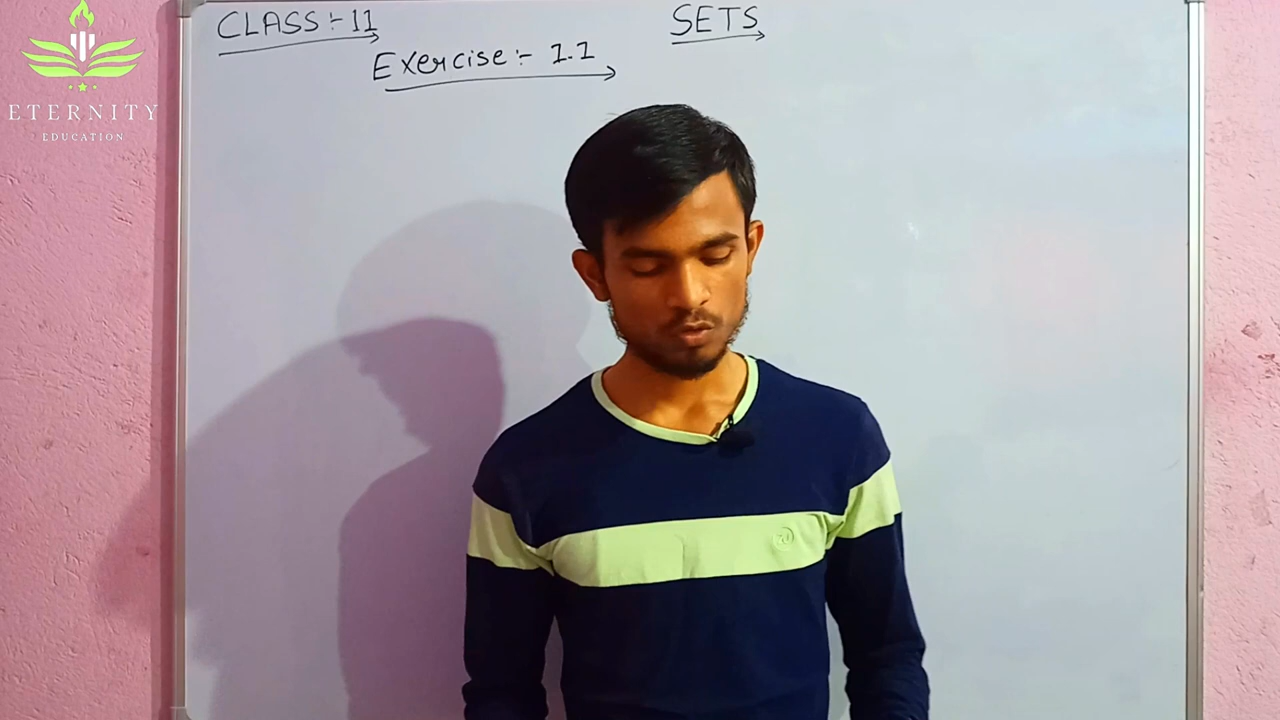 CLASS :- 11
SETS
Exercise :- 1.1
ETERNITY
EDUCATION